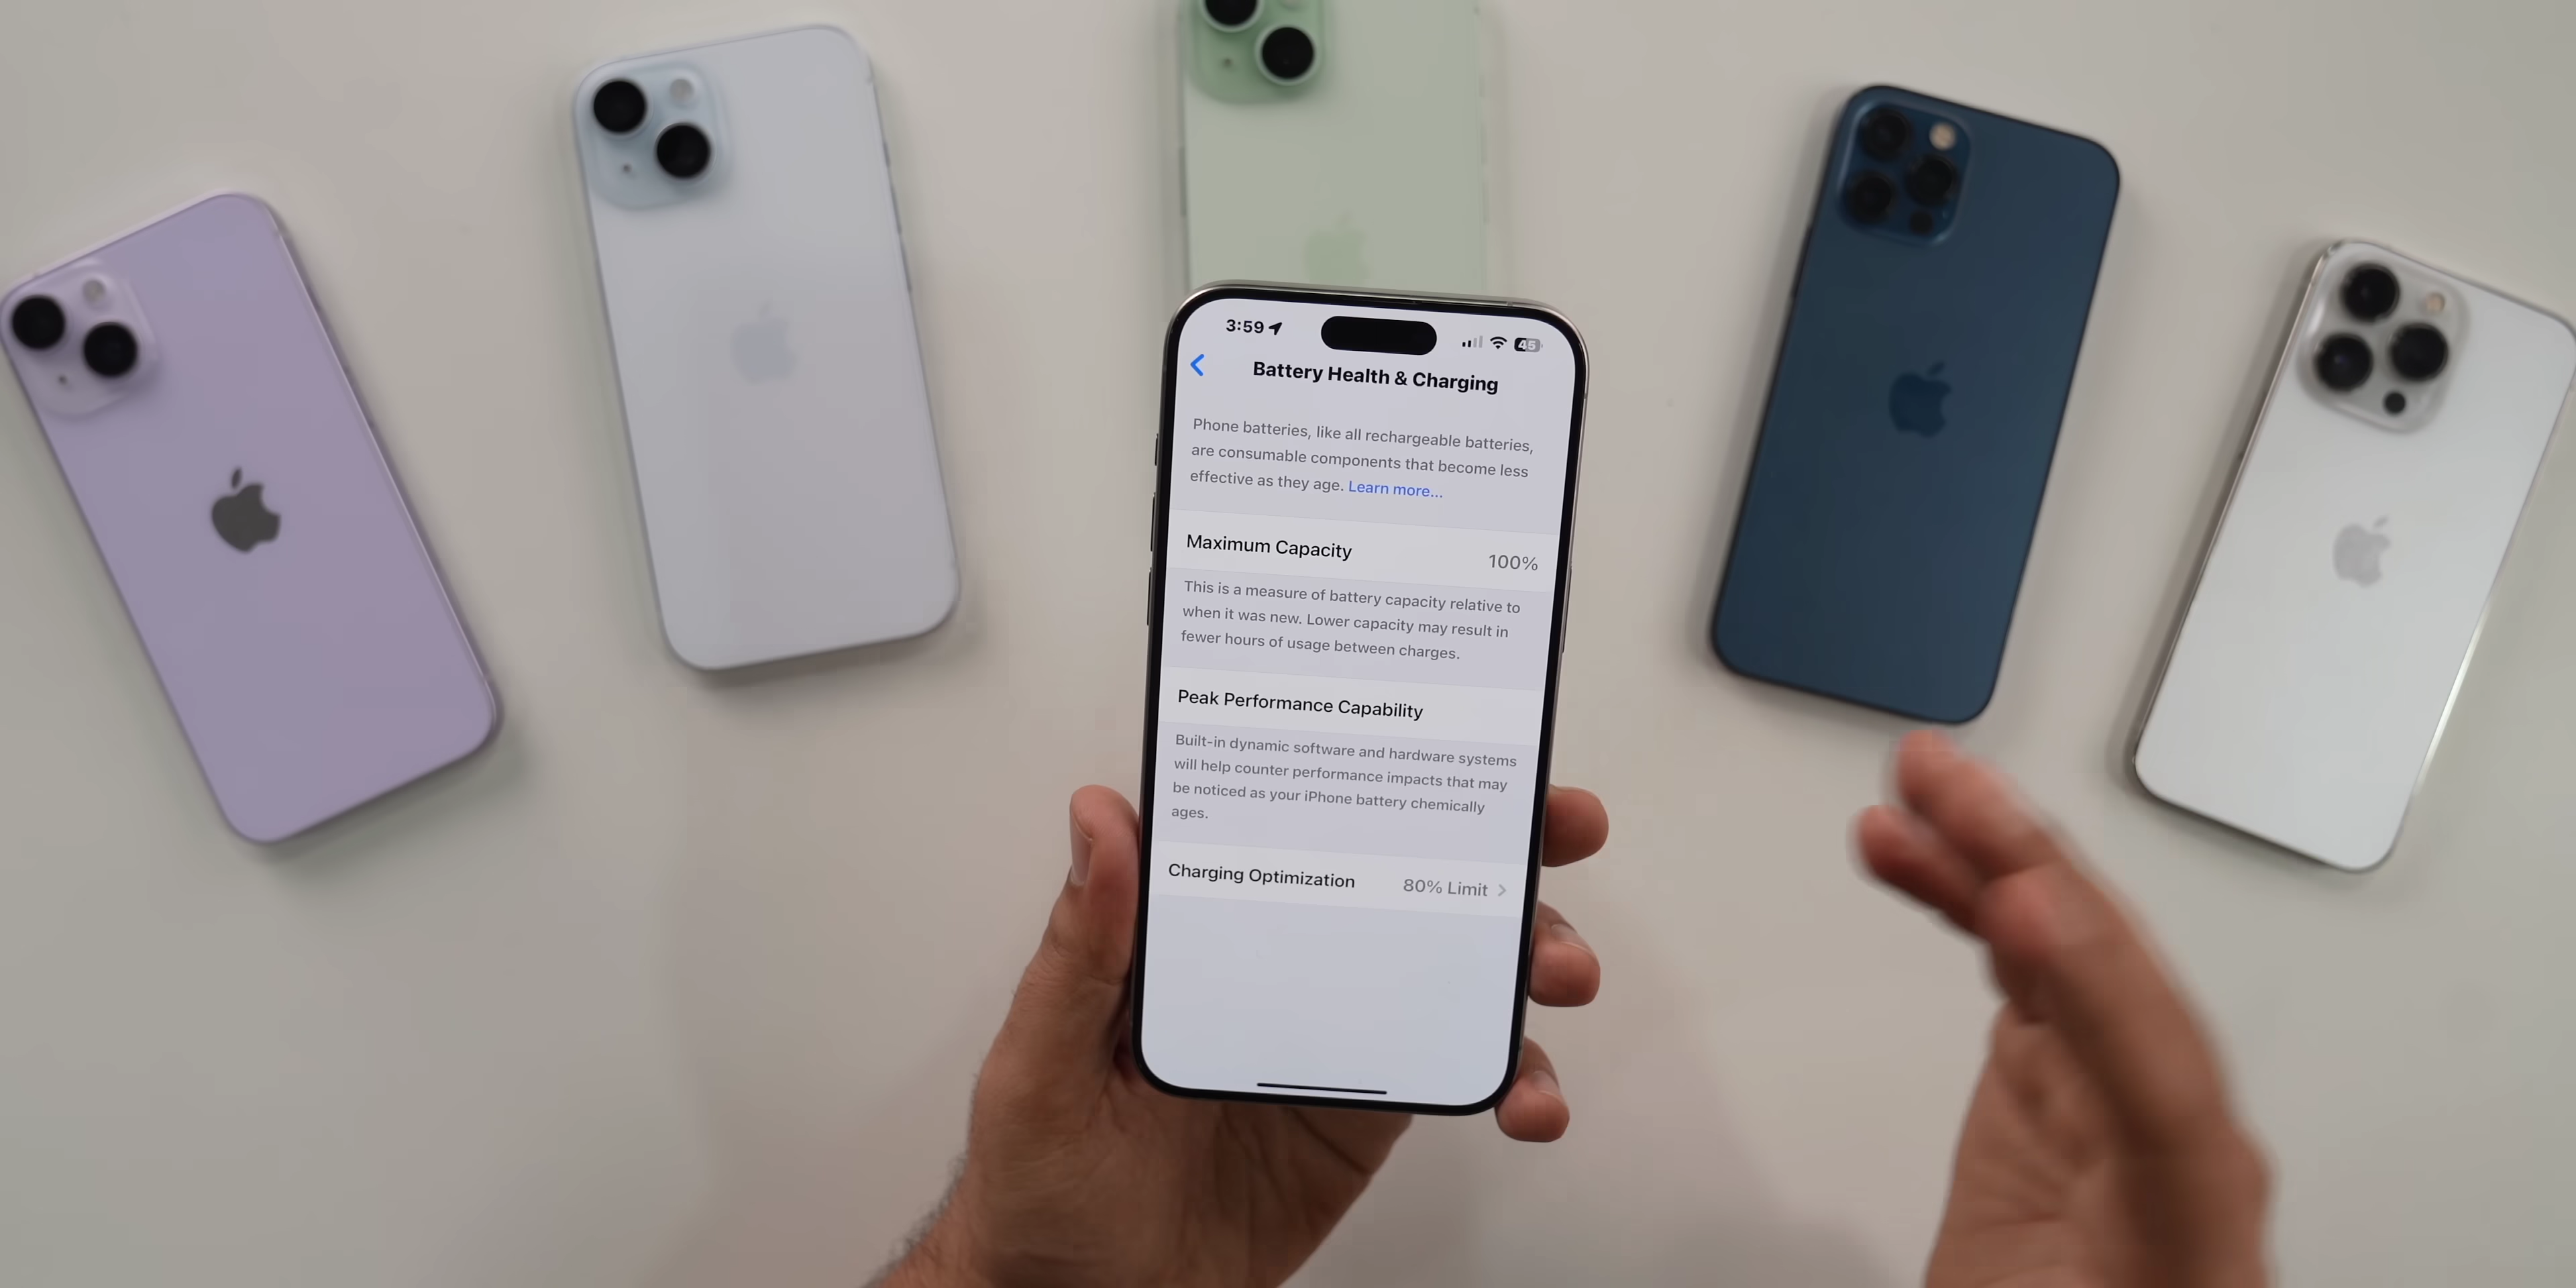 3:59
45
Battery Health & Charging
Phone batteries, like all rechargeable batteries,
are consumable components that become less
effective as they age. Learn more...
Maximum Capacity 100%
This is a measure of battery capacity relative to
when it was new. Lower capacity may result in
fewer hours of usage between charges.
Peak Performance Capability
Built-in dynamic software and hardware systems
will help counter performance impacts that may
be noticed as your iPhone battery chemically
ages.
Charging Optimization 80% Limit